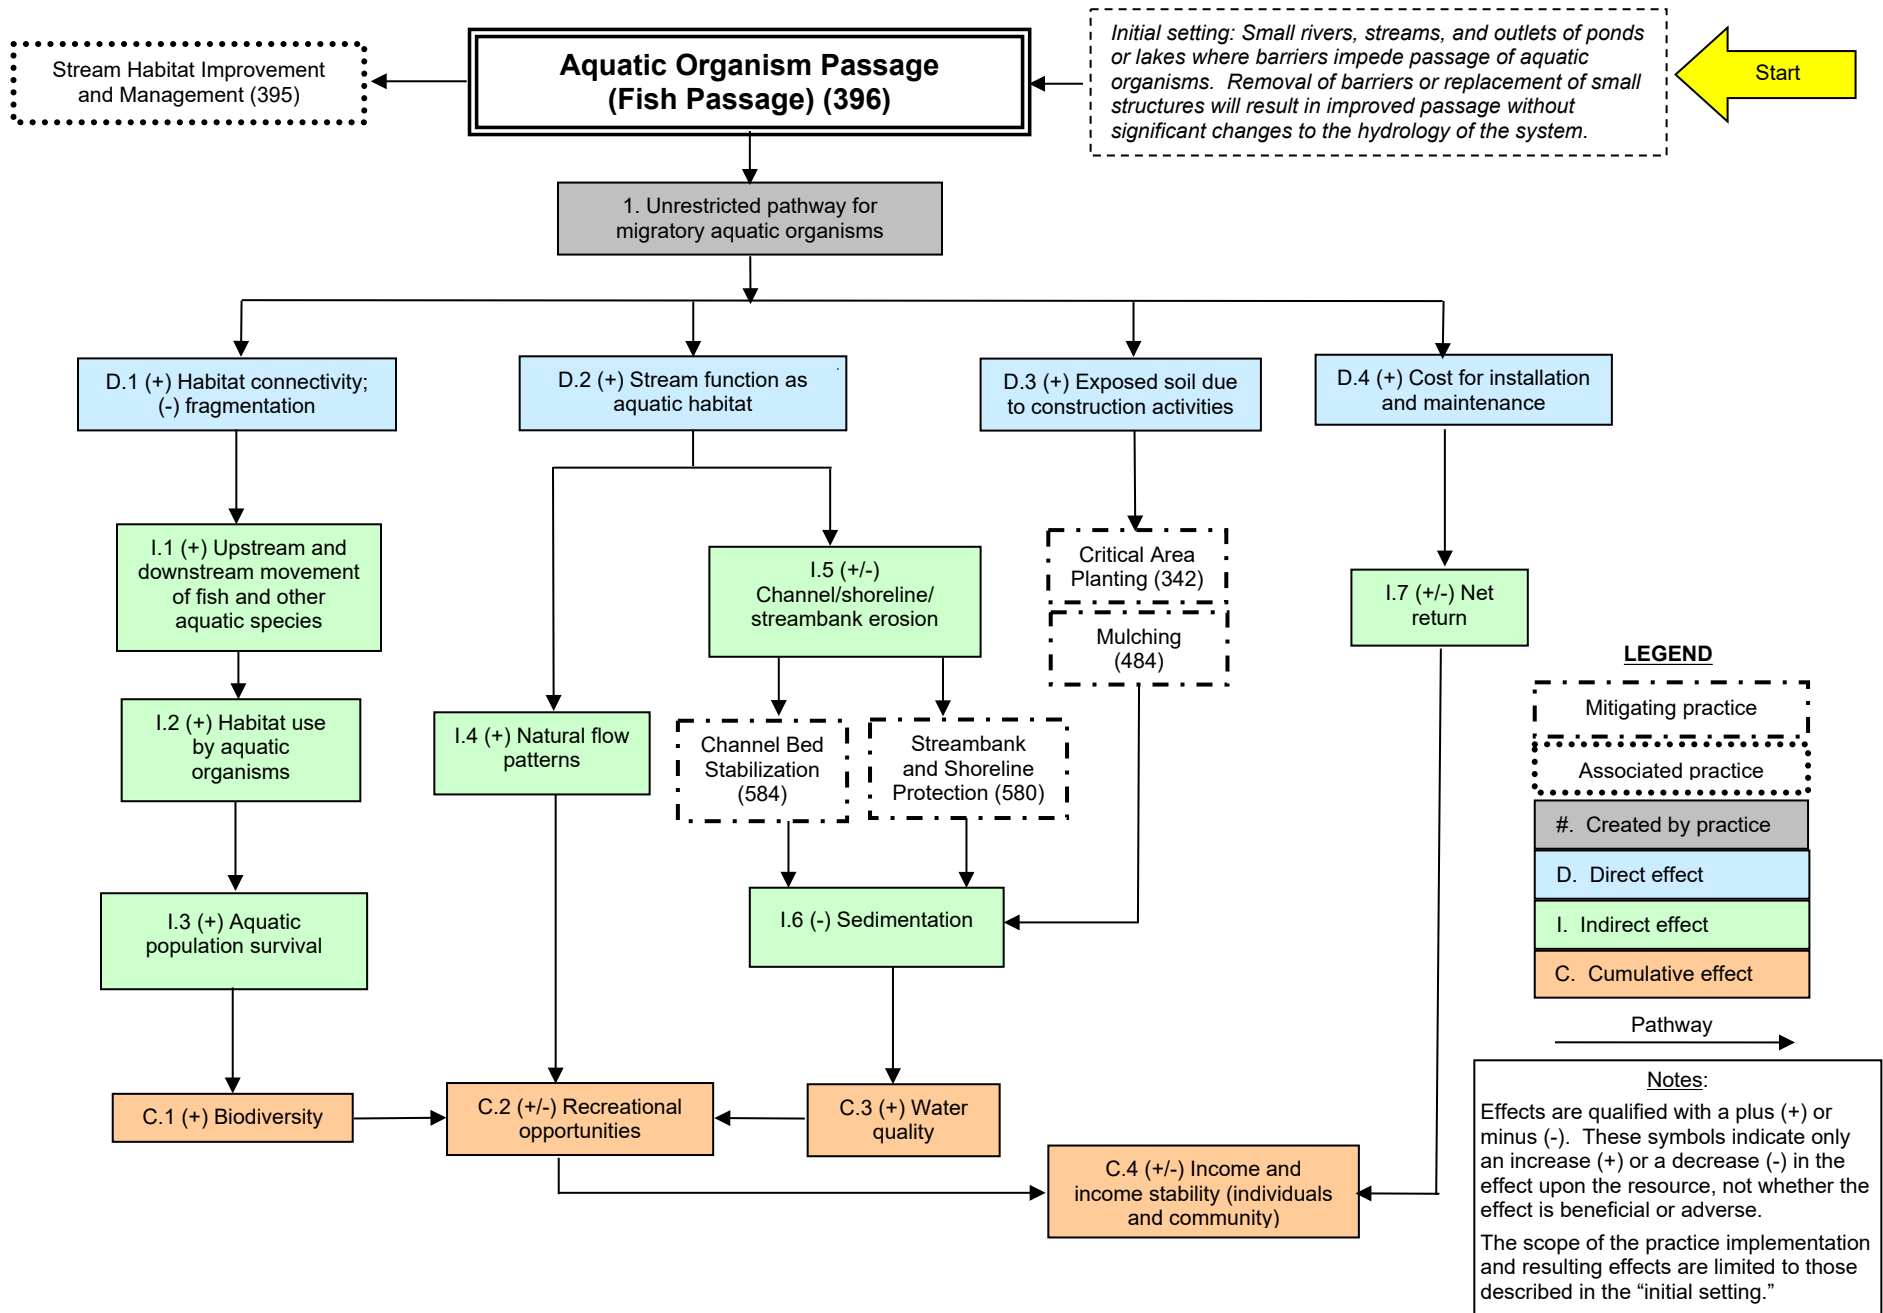 Stream Habitat Improvement
and Management (395)
Aquatic Organism Passage
(Fish Passage) (396)
Initial setting: Small rivers, streams, and outlets of ponds
or lakes where barriers impede passage of aquatic
organisms.  Removal of barriers or replacement of small
structures will result in improved passage without
significant changes to the hydrology of the system.
Start
1. Unrestricted pathway for
migratory aquatic organisms
D.1 (+) Habitat connectivity;
(-) fragmentation
D.2 (+) Stream function as
aquatic habitat
D.3 (+) Exposed soil due
to construction activities
D.4 (+) Cost for installation
and maintenance
I.1 (+) Upstream and
downstream movement
of fish and other
aquatic species
I.5 (+/-)
Channel/shoreline/
streambank erosion
Critical Area
Planting (342)
Mulching
(484)
I.7 (+/-) Net
return
I.2 (+) Habitat use
by aquatic
organisms
I.4 (+) Natural flow
patterns
Channel Bed
Stabilization
(584)
Streambank
and Shoreline
Protection (580)
I.3 (+) Aquatic
population survival
I.6 (-) Sedimentation
C.1 (+) Biodiversity
C.2 (+/-) Recreational
opportunities
C.3 (+) Water
quality
C.4 (+/-) Income and
income stability (individuals
and community)
LEGEND
Mitigating practice
Associated practice
#.  Created by practice
D.  Direct effect
I.  Indirect effect
C.  Cumulative effect
Pathway
Notes:
Effects are qualified with a plus (+) or
minus (-).  These symbols indicate only
an increase (+) or a decrease (-) in the
effect upon the resource, not whether the
effect is beneficial or adverse.
The scope of the practice implementation
and resulting effects are limited to those
described in the “initial setting.”